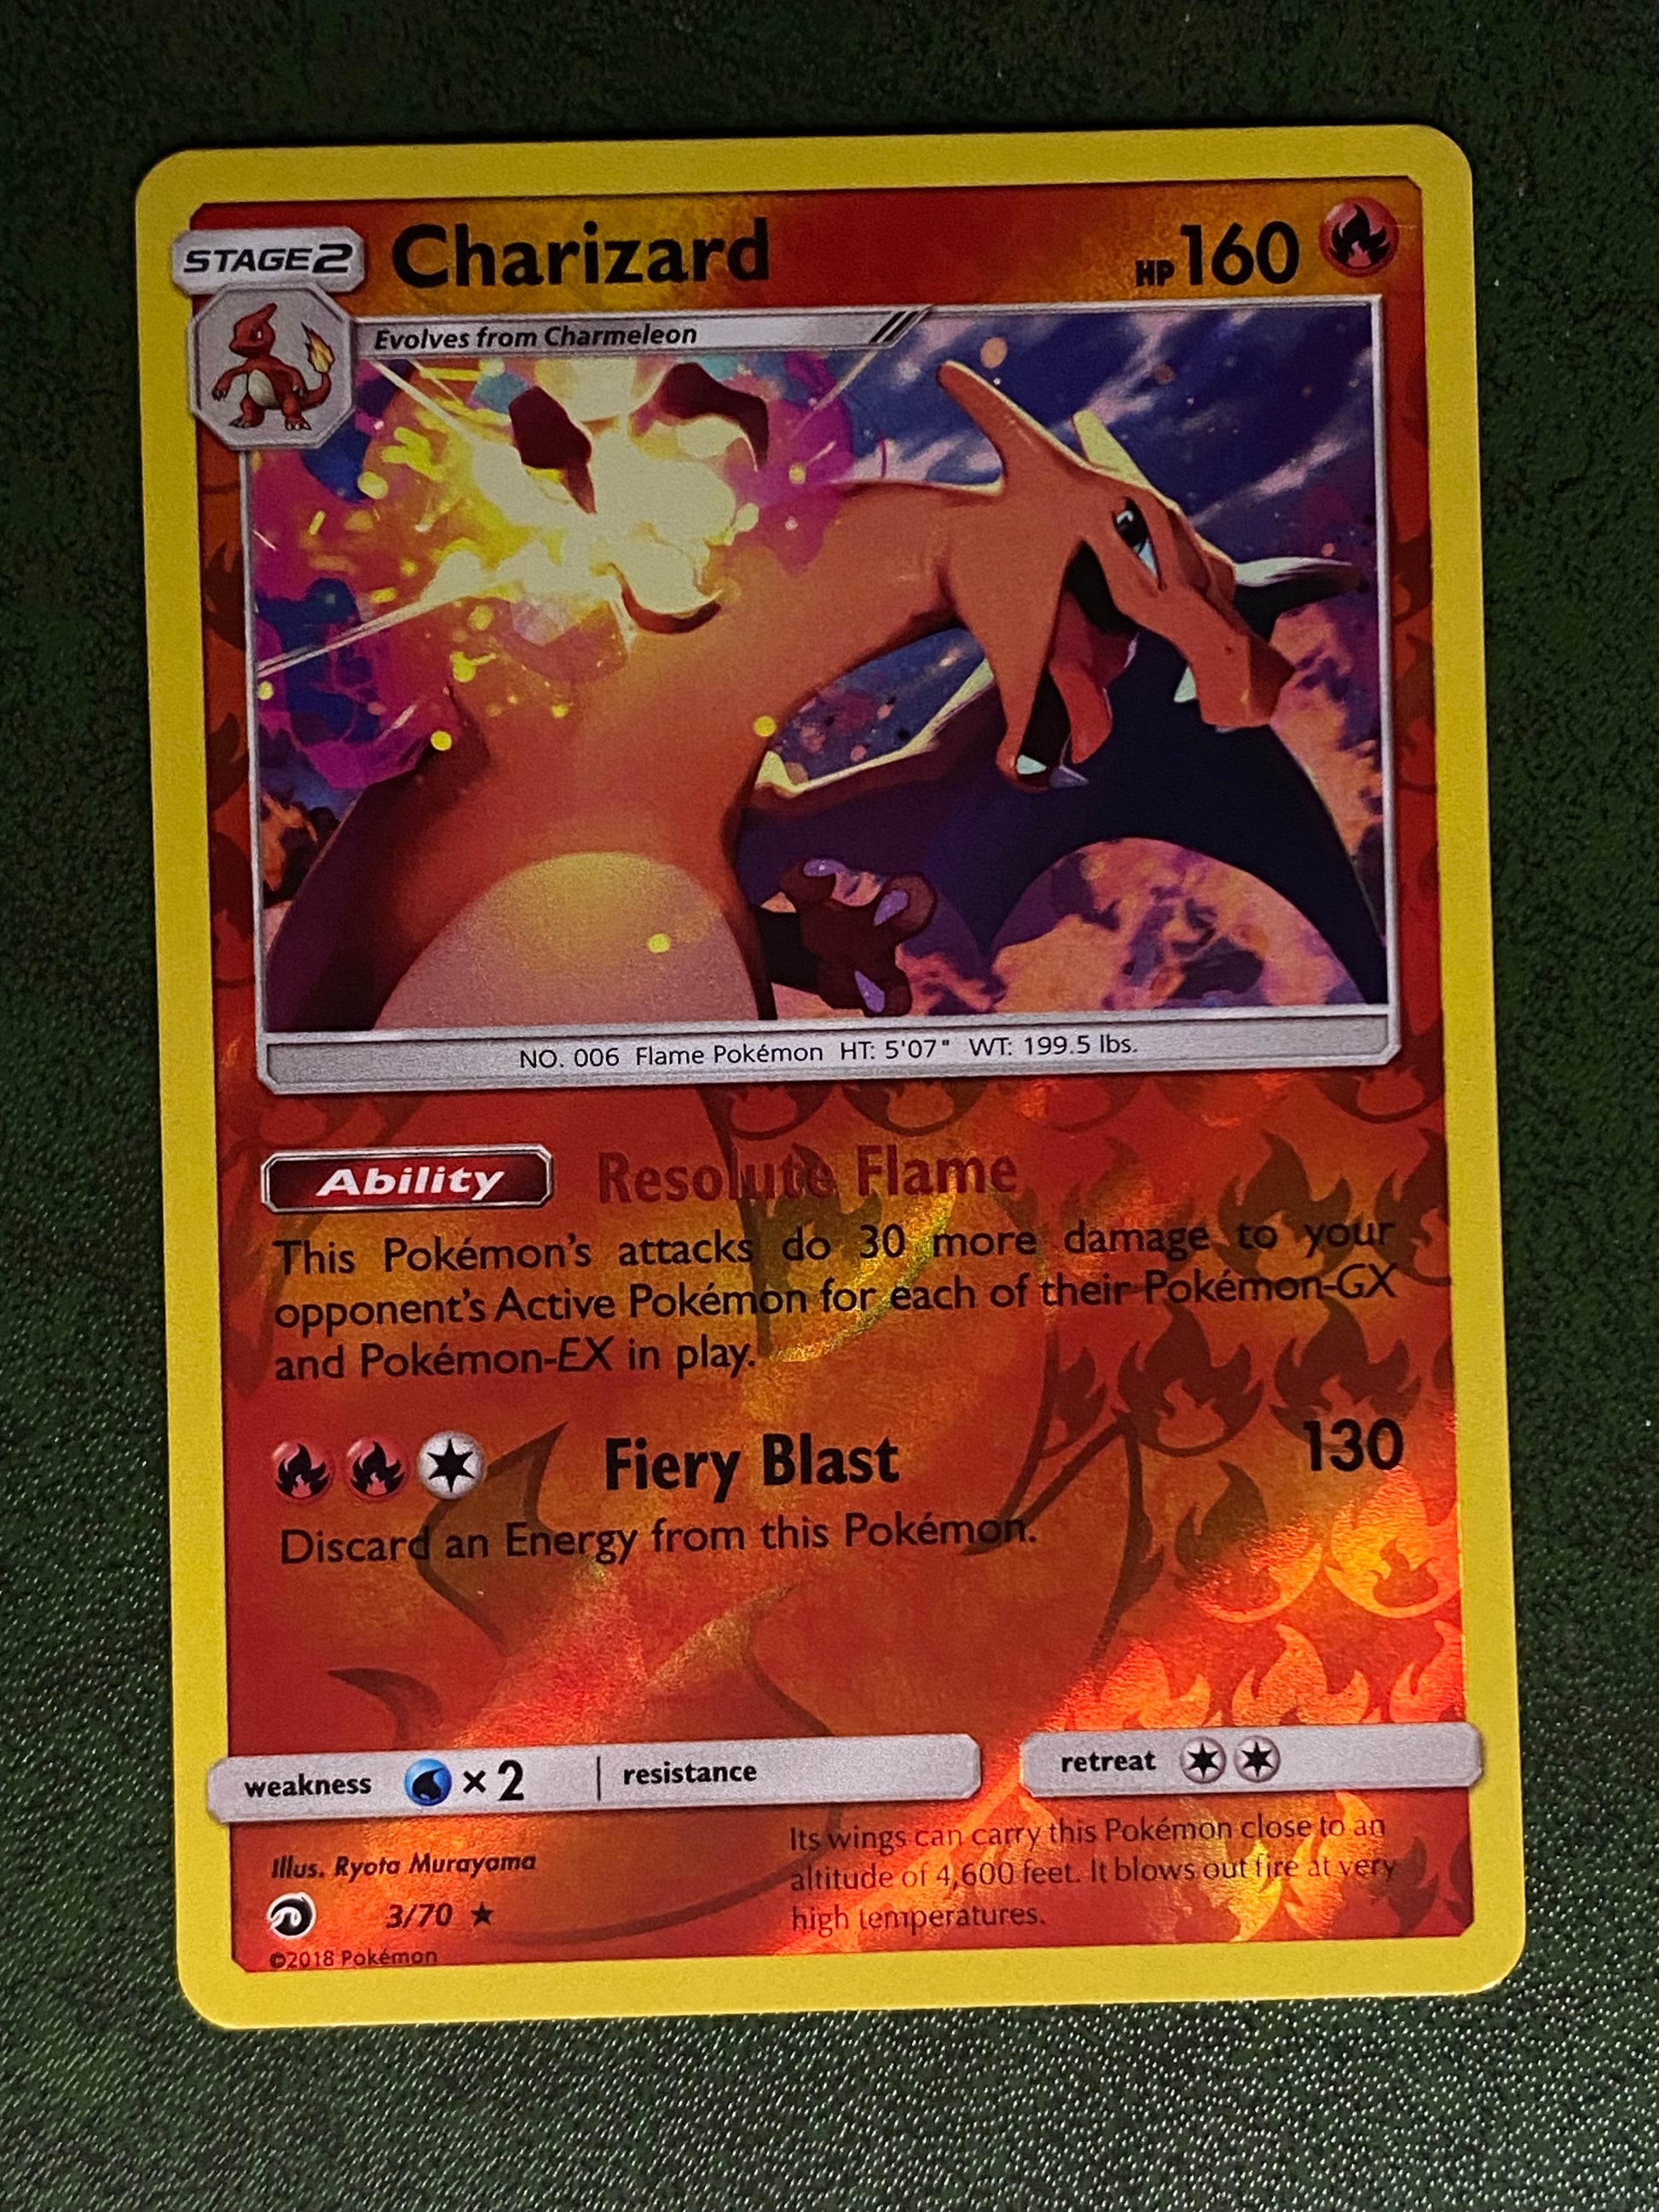 STAGE2
Charizard
HP 160
Evolves from Charmeleon
NO. 006 Flame Pokémon HT: 5'07" WT: 199.5 lbs.
Ability Resolute Flame
This Pokémon's attacks do 30 more damage to your
opponent's Active Pokémon for each of their Pokémon-GX
and Pokémon-EX in play.
Fiery Blast 130
Discard an Energy from this Pokémon.
weakness ×2 resistance
retreat
Illus. Ryota Murayama
3/70 ★
©2018 Pokémon
Its wings can carry this Pokémon close to an
altitude of 4,600 feet. It blows out fire at very
high temperatures.